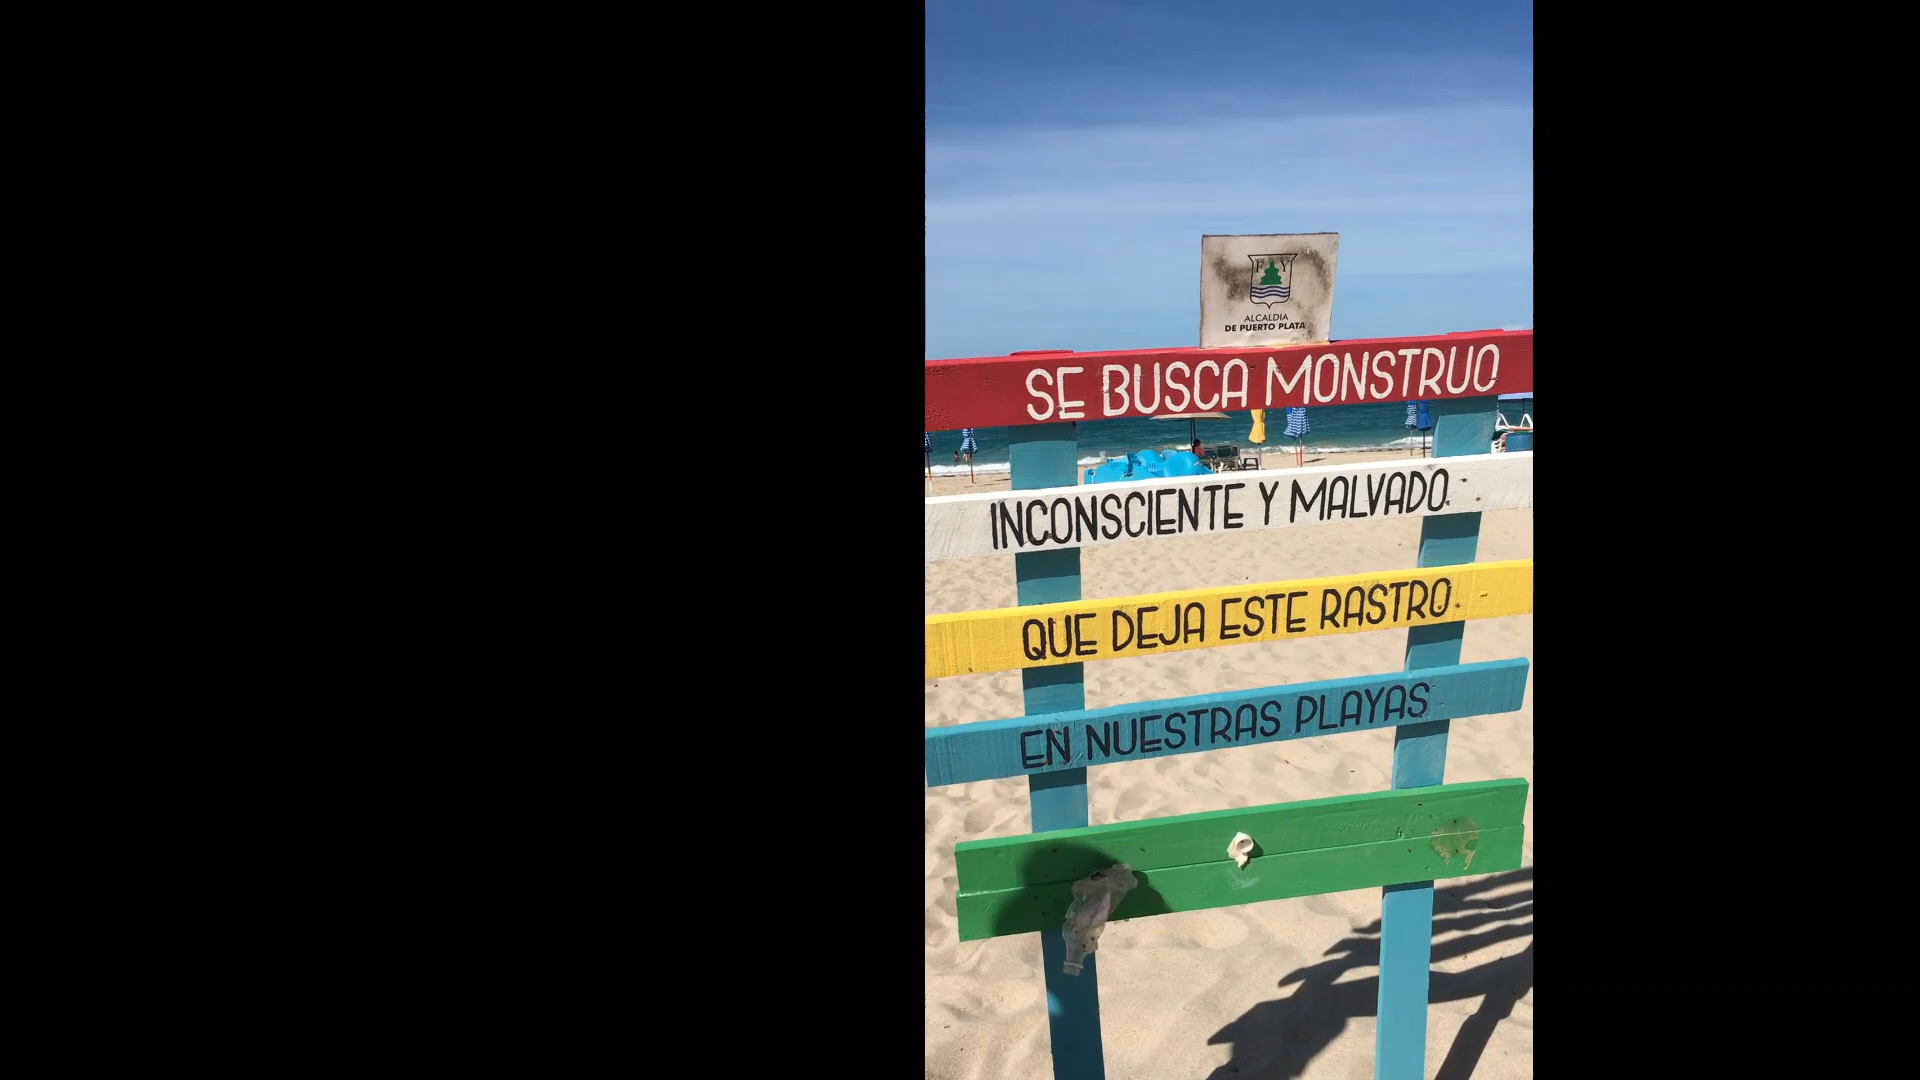 F Y
ALCALDIA
DE PUERTO PLATA
SE BUSCA MONSTRUO
INCONSCIENTE Y MALVADO
QUE DEJA ESTE RASTRO
EN NUESTRAS PLAYAS